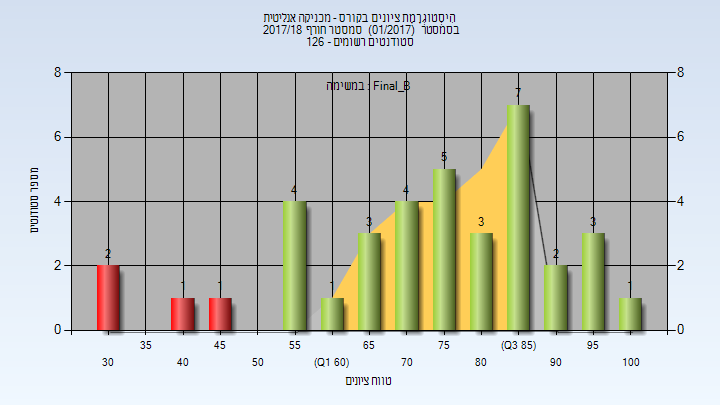 היסטוגרמת ציונים בקורס - מכניקה אנליטית
בסמסטר (01/2017) סמסטר חורף 2017/18
סטודנטים רשומים - 126
במשימה : Final_B
מספר סטודנטים
8 8
6 6
4 4
2 2
0 0
2 1 1 4 1 3 4 5 3 7 2 3 1
35 45 55 65 75 (Q3 85) 95
30 40 50 (Q1 60) 70 80 90 100
טווח ציונים